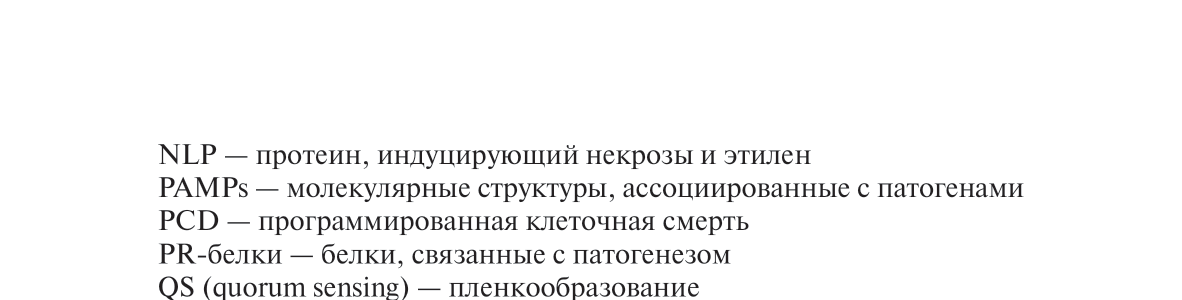 NLP — протеин, индуцирующий некрозы и этилен
PAMPs — молекулярные структуры, ассоциированные с патогенами
PCD — программированная клеточная смерть
PR-белки — белки, связанные с патогенезом
QS (quorum sensing) — пленкообразование